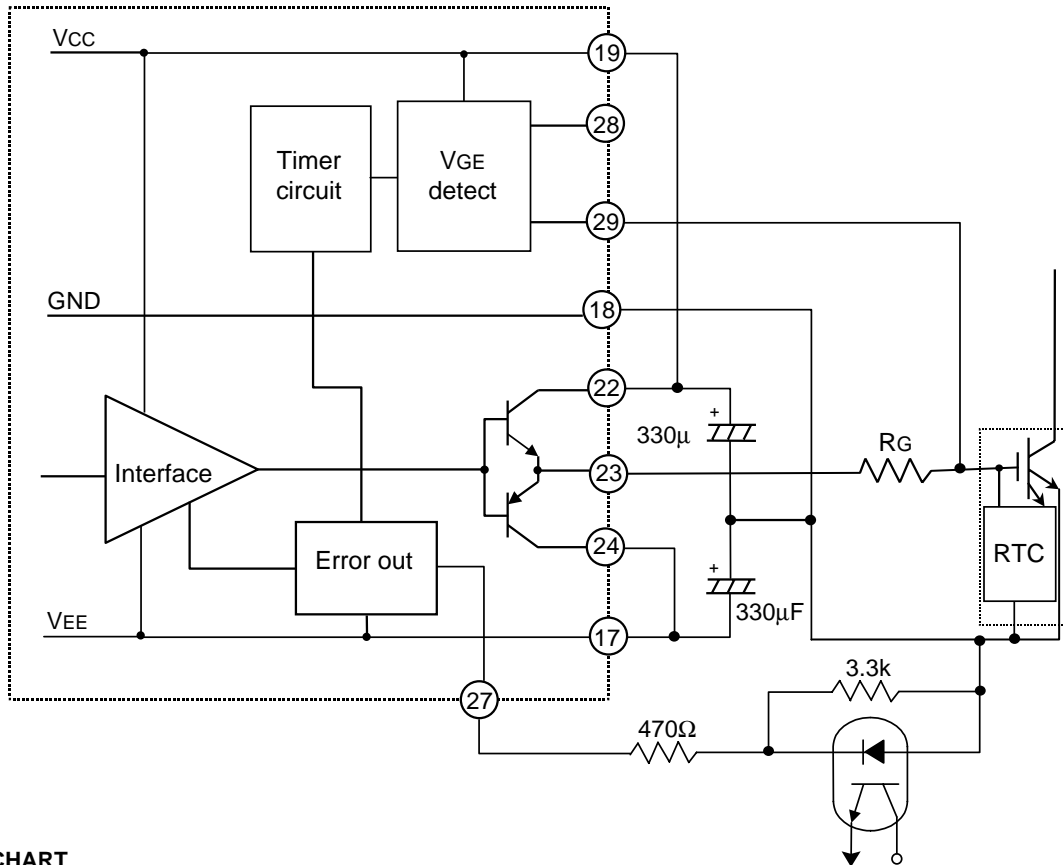 VCC
19
28
Timer
circuit
VGE
detect
29
GND
18
22
+
330μ
RG
Interface
23
24
RTC
Error out
+
330μF
VEE
17
3.3k
27
470Ω
CHART